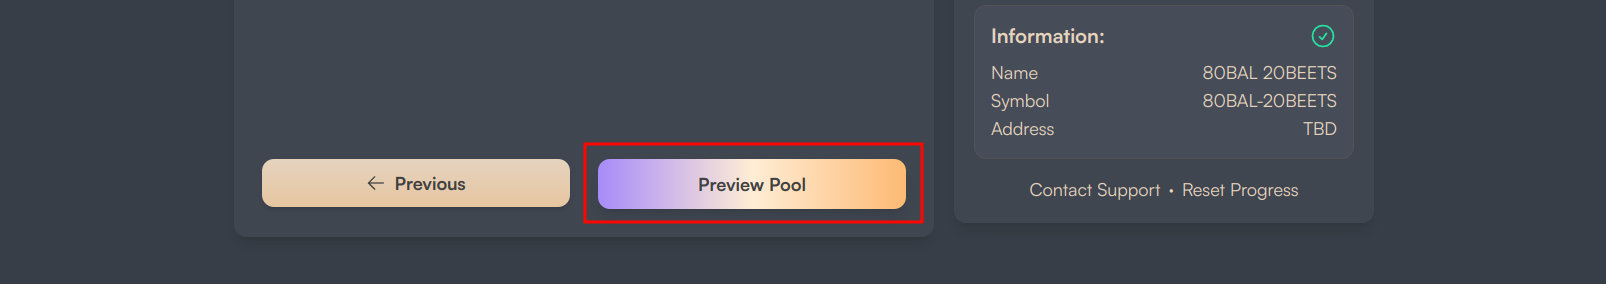 Information:
Name 80BAL 20BEETS
Symbol 80BAL-20BEETS
Address TBD
← Previous
Preview Pool
Contact Support • Reset Progress